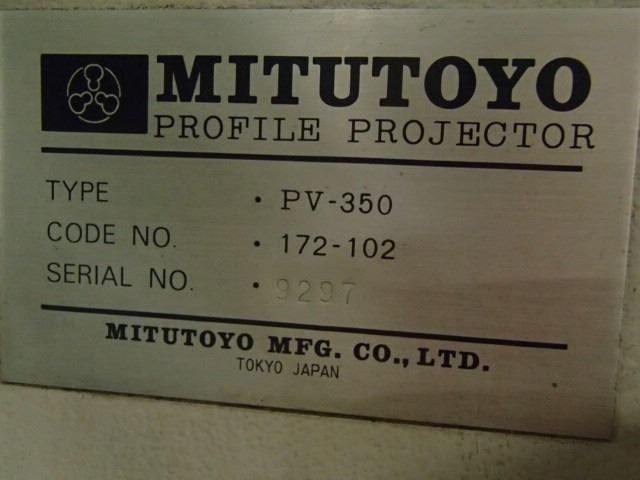 MITUTOYO
PROFILE PROJECTOR
TYPE · PV-350
CODE NO. · 172-102
SERIAL NO. · 9297
MITUTOYO MFG. CO., LTD.
TOKYO JAPAN